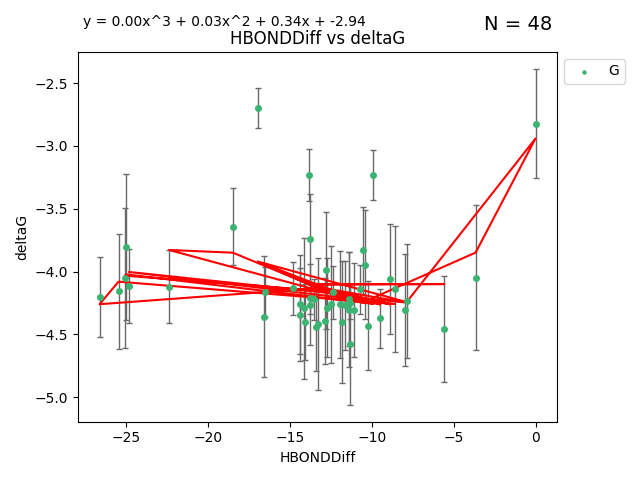 y = 0.00x^3 + 0.03x^2 + 0.34x + -2.94
N = 48
HBONDDiff vs deltaG
G
−2.5
−3.0
−3.5
−4.0
−4.5
−5.0
deltaG
−25
−20
−15
−10
−5
0
HBONDDiff